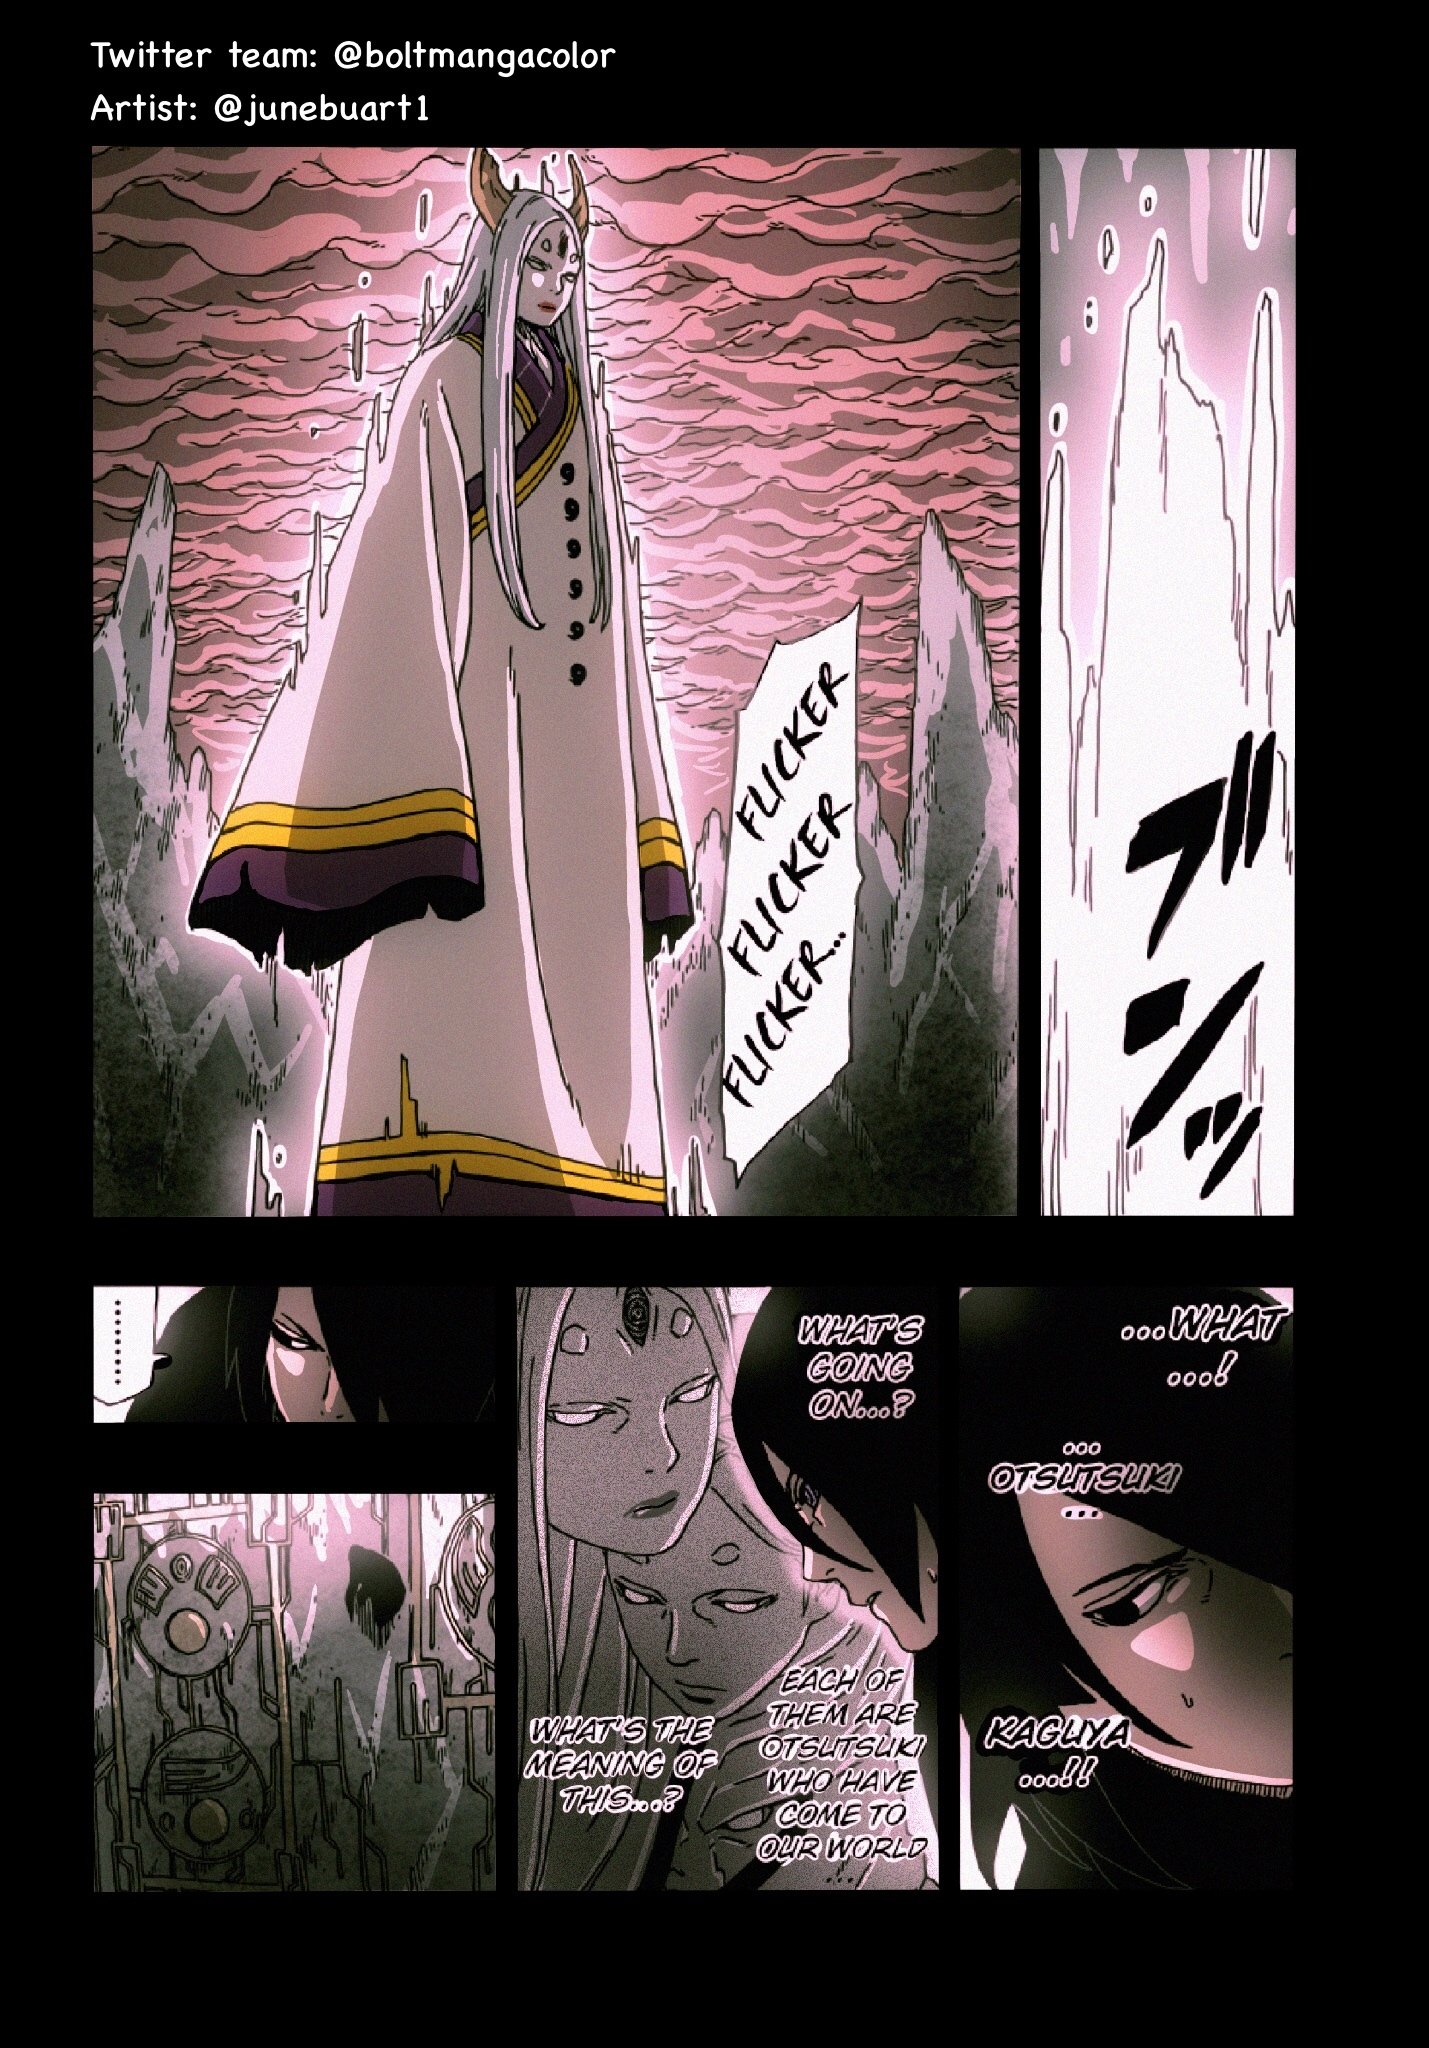 Twitter team: @boltmangacolor
Artist: @junebuart1
ブンッ
FLICKER
FLICKER
FLICKER
FLICKER...
...WHAT
...!
...
OTSUTSUKI
...
KAGUYA
...!!
WHAT'S
GOING
ON...?
EACH OF
THEM ARE
OTSUTSUKI
WHO HAVE
COME TO
OUR WORLD
...
WHAT'S THE
MEANING OF
THIS...?
.........